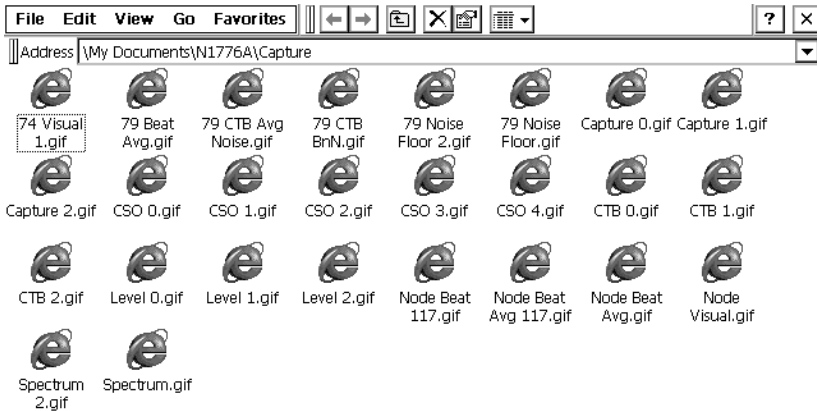 File Edit View Go Favorites ?
Address \My Documents\N1776A\Capture
74 Visual 1.gif
79 Beat Avg.gif
79 CTB Avg Noise.gif
79 CTB BnN.gif
79 Noise Floor 2.gif
79 Noise Floor.gif
Capture 0.gif
Capture 1.gif
Capture 2.gif
CSO 0.gif
CSO 1.gif
CSO 2.gif
CSO 3.gif
CSO 4.gif
CTB 0.gif
CTB 1.gif
CTB 2.gif
Level 0.gif
Level 1.gif
Level 2.gif
Node Beat 117.gif
Node Beat Avg 117.gif
Node Beat Avg.gif
Node Visual.gif
Spectrum 2.gif
Spectrum.gif